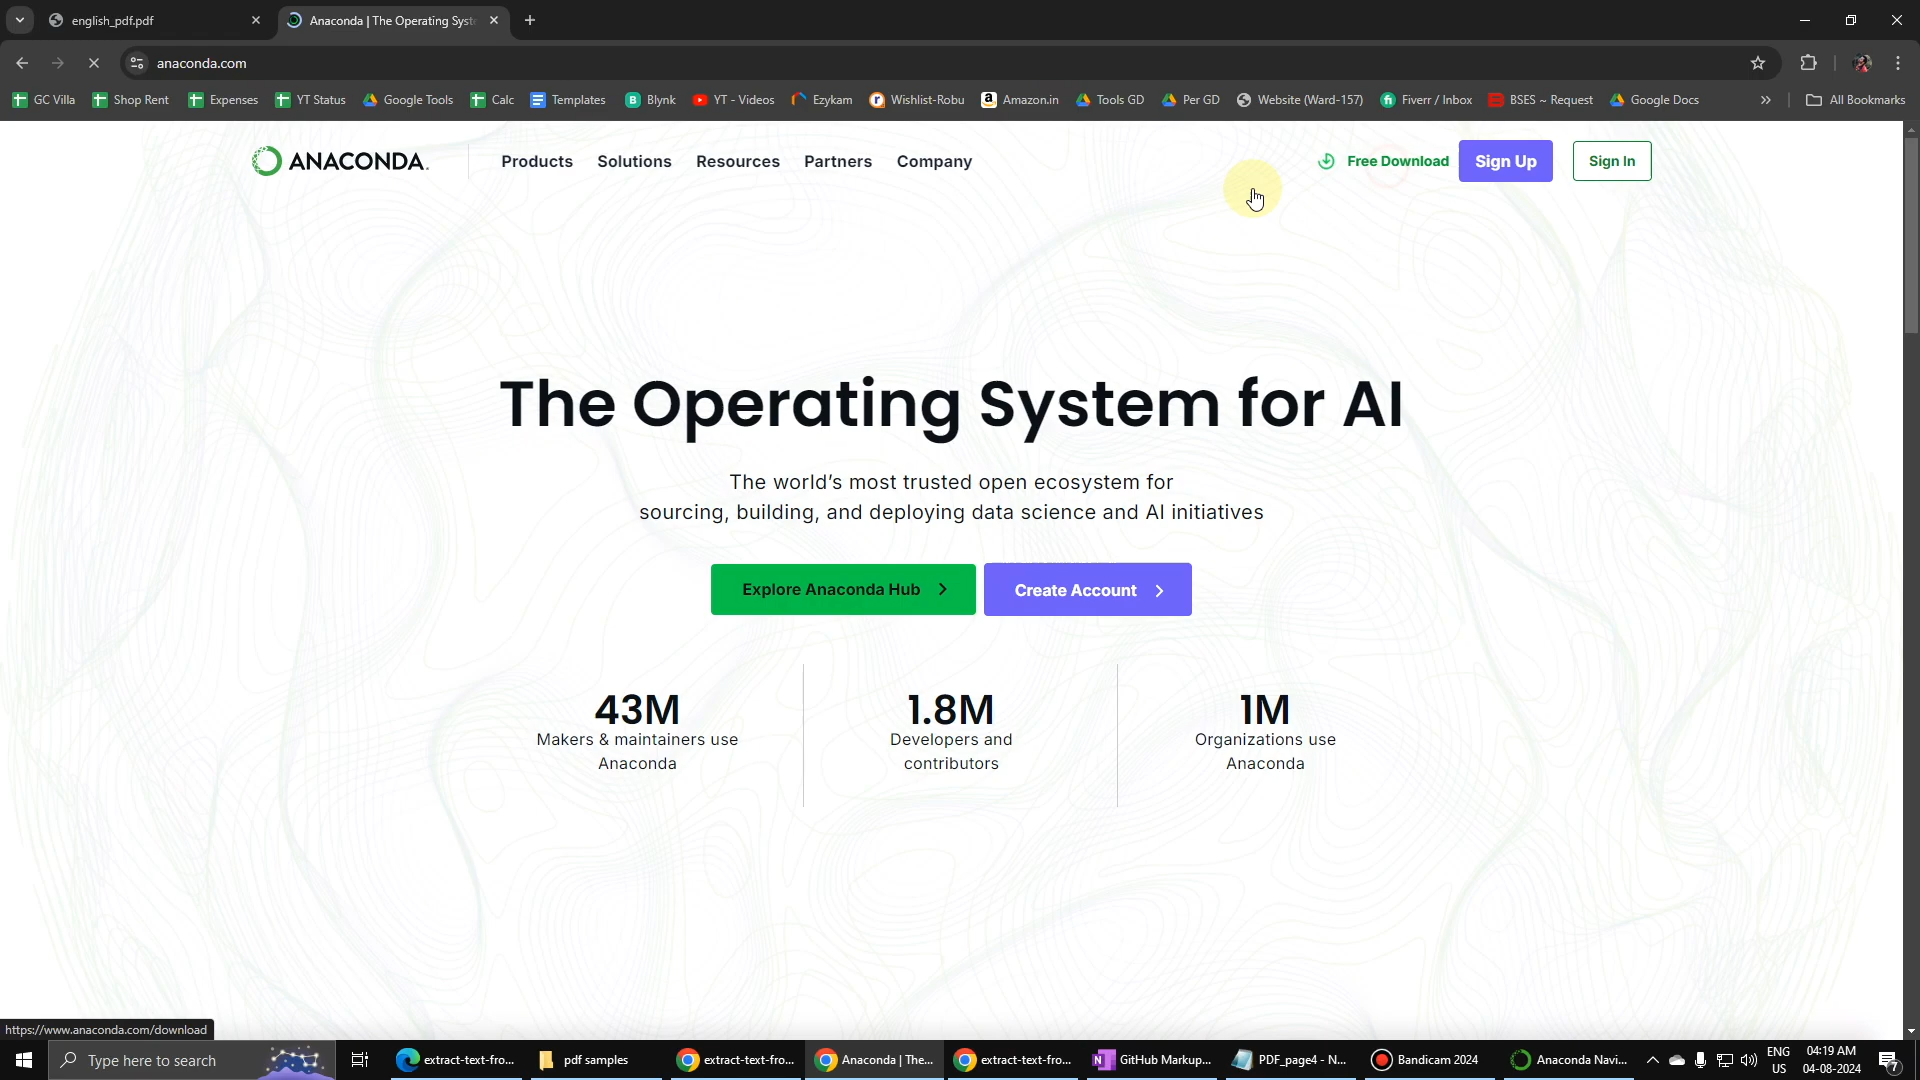 english_pdf.pdf
Anaconda | The Operating Syst
anaconda.com
GC Villa
Shop Rent
Expenses
YT Status
Google Tools
Calc
Templates
Blynk
YT - Videos
Ezykam
Wishlist-Robu
Amazon.in
Tools GD
Per GD
Website (Ward-157)
Fiverr / Inbox
BSES ~ Request
Google Docs
»
All Bookmarks
ANACONDA.
Products
Solutions
Resources
Partners
Company
Free Download
Sign Up
Sign In
The Operating System for AI
The world's most trusted open ecosystem for
sourcing, building, and deploying data science and AI initiatives
Explore Anaconda Hub
Create Account
43M
Makers & maintainers use
Anaconda
1.8M
Developers and
contributors
1M
Organizations use
Anaconda
https://www.anaconda.com/download
Type here to search
extract-text-fro...
pdf samples
extract-text-fro...
Anaconda | The...
extract-text-fro...
GitHub Markup...
PDF_page4 - N...
Bandicam 2024
Anaconda Navi...
ENG
US
04:19 AM
04-08-2024
7